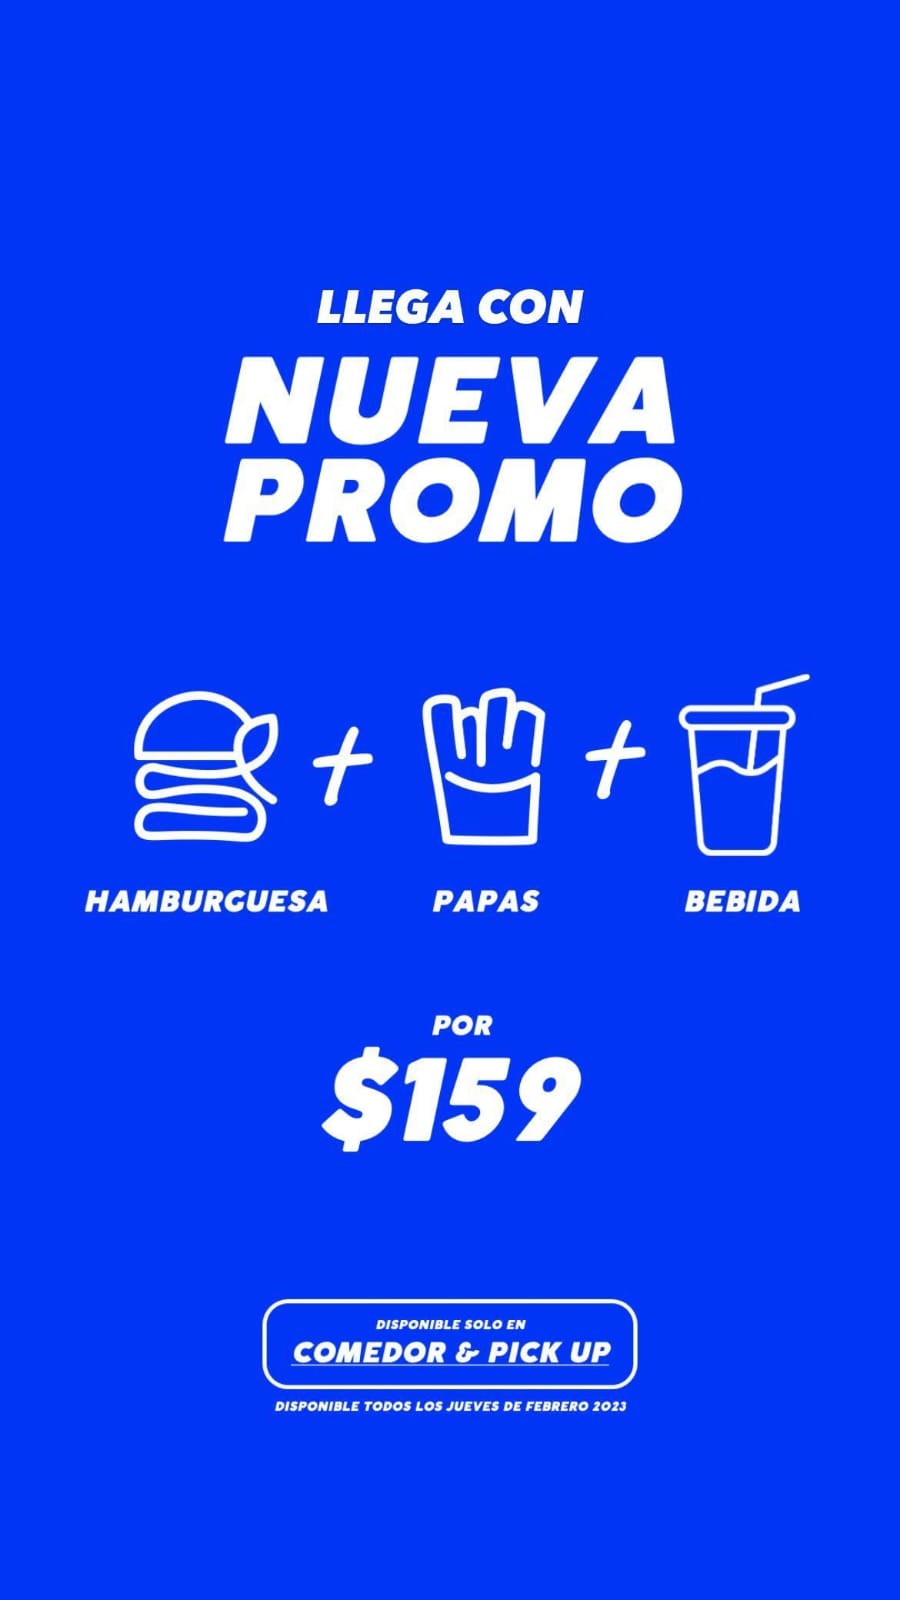 LLEGA CON
NUEVA
PROMO
HAMBURGUESA
PAPAS
BEBIDA
POR
$159
DISPONIBLE SOLO EN
COMEDOR & PICK UP
DISPONIBLE TODOS LOS JUEVES DE FEBRERO 2023